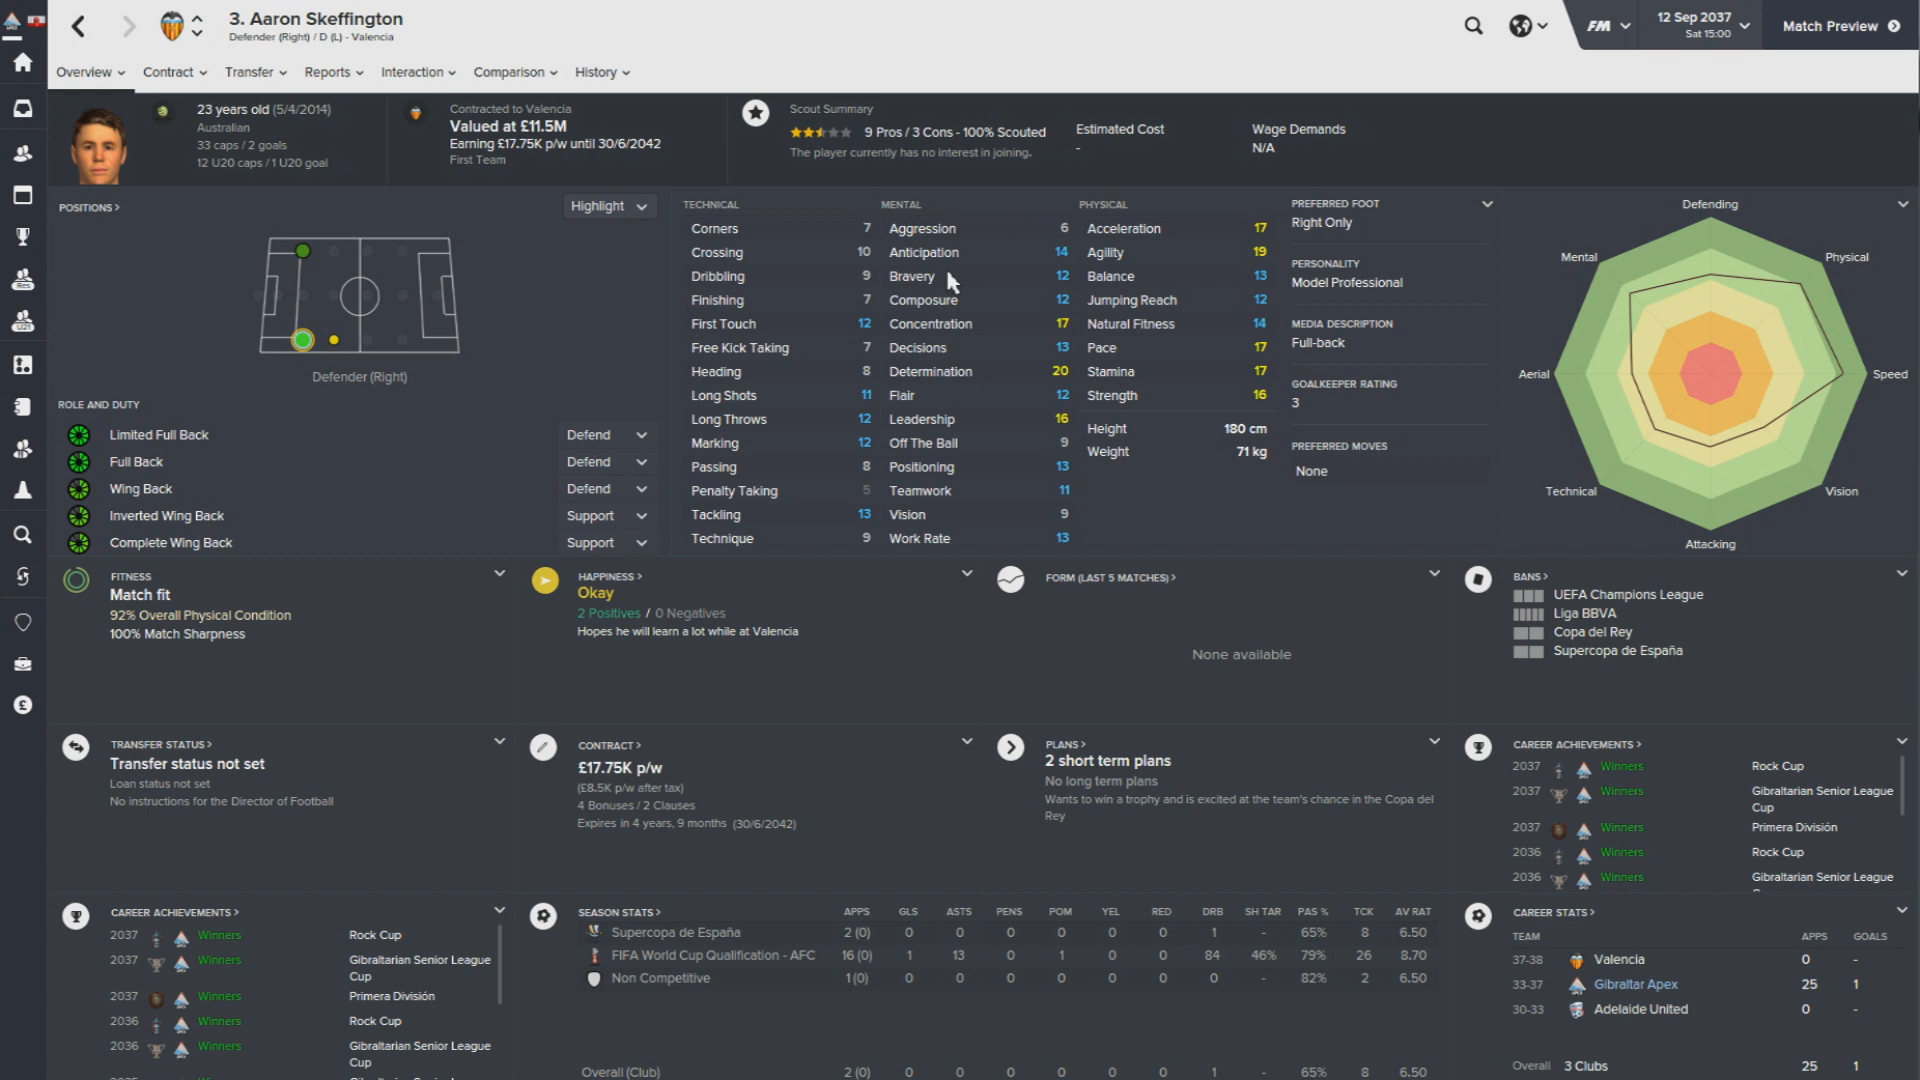 3. Aaron Skeffington
Defender (Right) / D (L) - Valencia
FM
12 Sep 2037
Sat 15:00
Match Preview
Overview
Contract
Transfer
Reports
Interaction
Comparison
History
23 years old (5/4/2014)
Australian
33 caps / 2 goals
12 U20 caps / 1 U20 goal
Contracted to Valencia
Valued at £11.5M
Earning £17.75K p/w until 30/6/2042
First Team
Scout Summary
9 Pros / 3 Cons - 100% Scouted
The player currently has no interest in joining.
Estimated Cost
-
Wage Demands
N/A
POSITIONS >
Highlight
Defender (Right)
ROLE AND DUTY
Limited Full Back Defend
Full Back Defend
Wing Back Defend
Inverted Wing Back Support
Complete Wing Back Support
TECHNICAL
Corners 7
Crossing 10
Dribbling 9
Finishing 7
First Touch 12
Free Kick Taking 7
Heading 8
Long Shots 11
Long Throws 12
Marking 12
Passing 8
Penalty Taking 5
Tackling 13
Technique 9
MENTAL
Aggression 6
Anticipation 14
Bravery 12
Composure 12
Concentration 17
Decisions 13
Determination 20
Flair 12
Leadership 16
Off The Ball 9
Positioning 13
Teamwork 11
Vision 9
Work Rate 13
PHYSICAL
Acceleration 17
Agility 19
Balance 13
Jumping Reach 12
Natural Fitness 14
Pace 17
Stamina 17
Strength 16
Height 180 cm
Weight 71 kg
PREFERRED FOOT
Right Only
PERSONALITY
Model Professional
MEDIA DESCRIPTION
Full-back
GOALKEEPER RATING
3
PREFERRED MOVES
None
Defending
Mental
Physical
Aerial
Speed
Technical
Vision
Attacking
FITNESS
Match fit
92% Overall Physical Condition
100% Match Sharpness
HAPPINESS >
Okay
2 Positives / 0 Negatives
Hopes he will learn a lot while at Valencia
FORM (LAST 5 MATCHES) >
None available
BANS >
UEFA Champions League
Liga BBVA
Copa del Rey
Supercopa de España
TRANSFER STATUS >
Transfer status not set
Loan status not set
No instructions for the Director of Football
CONTRACT >
£17.75K p/w
(£8.5K p/w after tax)
4 Bonuses / 2 Clauses
Expires in 4 years, 9 months (30/6/2042)
PLANS >
2 short term plans
No long term plans
Wants to win a trophy and is excited at the team's chance in the Copa del
Rey
CAREER ACHIEVEMENTS >
2037 Winners Rock Cup
2037 Winners Gibraltarian Senior League
Cup
2037 Winners Primera División
2036 Winners Rock Cup
2036 Winners Gibraltarian Senior League
CAREER ACHIEVEMENTS >
2037 Winners Rock Cup
2037 Winners Gibraltarian Senior League
Cup
2037 Winners Primera División
2036 Winners Rock Cup
2036 Winners Gibraltarian Senior League
Cup
SEASON STATS > APPS GLS ASTS PENS POM YEL RED DRB SH TAR PAS % TCK AV RAT
Supercopa de España 2 (0) 0 0 0 0 0 0 1 - 65% 8 6.50
FIFA World Cup Qualification - AFC 16 (0) 1 13 0 1 0 0 84 46% 79% 26 8.70
Non Competitive 1 (0) 0 0 0 0 0 0 0 - 82% 2 6.50
Overall (Club) 2 (0) 0 0 0 0 0 0 1 - 65% 8 6.50
CAREER STATS >
TEAM APPS GOALS
37-38 Valencia 0 -
33-37 Gibraltar Apex 25 1
30-33 Adelaide United 0 -
Overall 3 Clubs 25 1